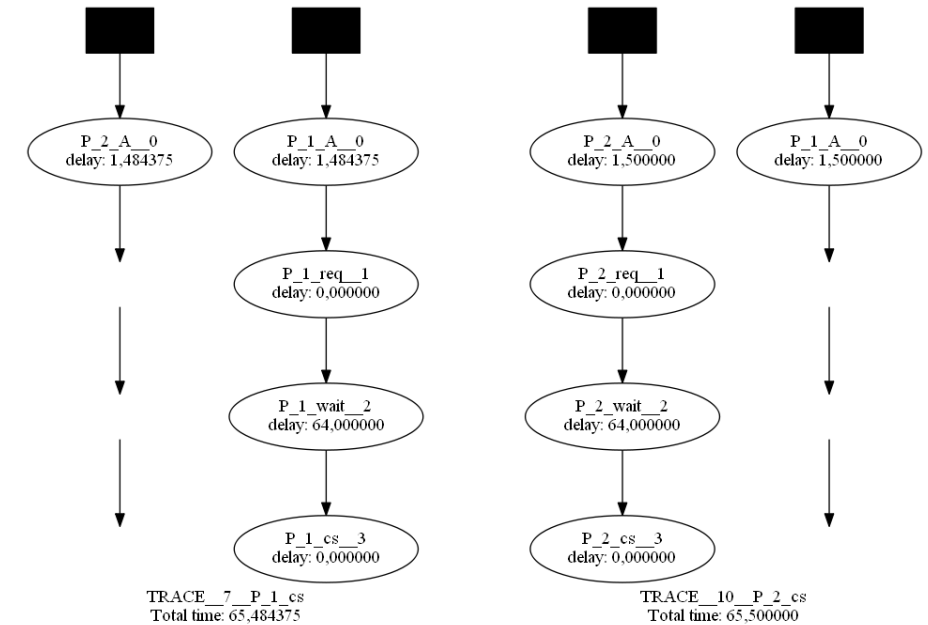 P_2_A__0
delay: 1,484375
P_1_A__0
delay: 1,484375
P_1_req__1
delay: 0,000000
P_1_wait__2
delay: 64,000000
P_1_cs__3
delay: 0,000000
TRACE__7__P_1_cs
Total time: 65,484375
P_2_A__0
delay: 1,500000
P_1_A__0
delay: 1,500000
P_2_req__1
delay: 0,000000
P_2_wait__2
delay: 64,000000
P_2_cs__3
delay: 0,000000
TRACE__10__P_2_cs
Total time: 65,500000